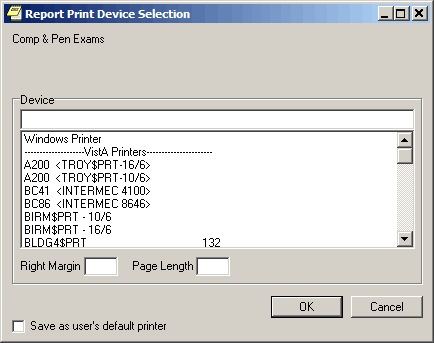 Report Print Device Selection
Comp & Pen Exams
Device
Windows Printer
--------------------VistA Printers----------------------
A200  <TROY$PRT-16/6>
A200  <TROY$PRT-10/6>
BC41  <INTERMEC 4100>
BC86  <INTERMEC 8646>
BIRM$PRT - 10/6
BIRM$PRT - 16/6
BLDG4$PRT 132
Right Margin Page Length
OK Cancel
Save as user's default printer